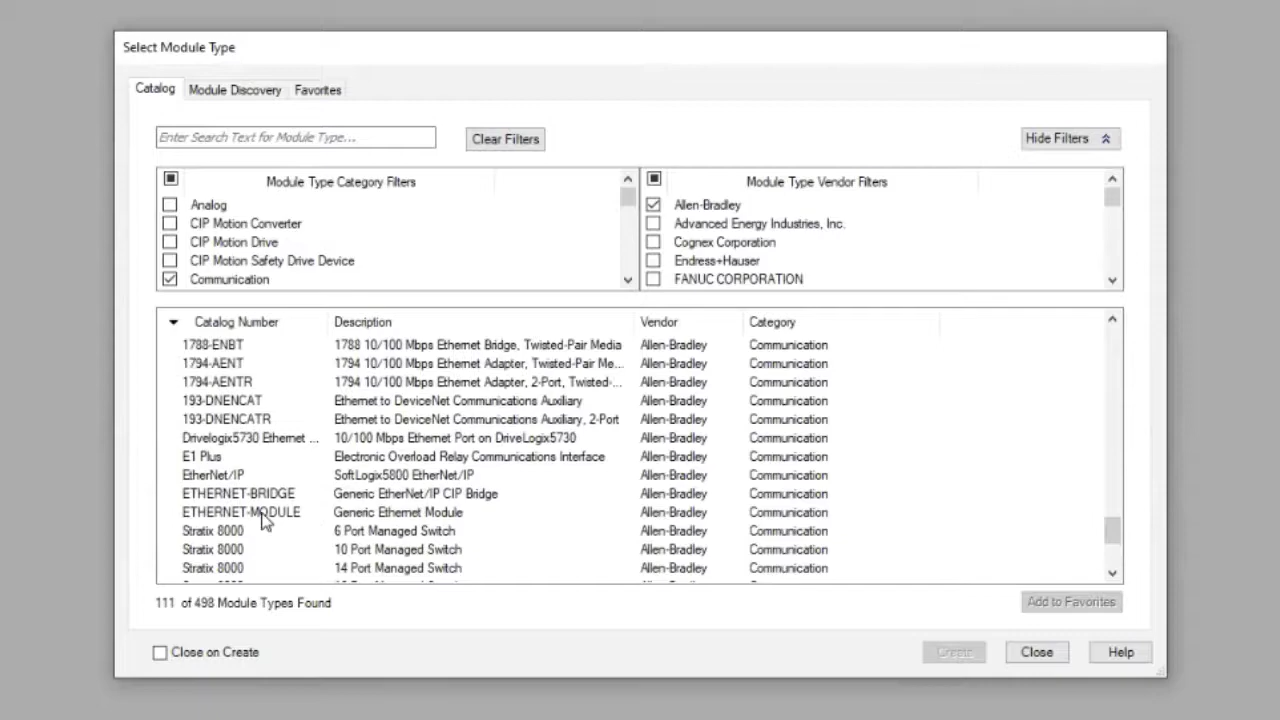 Select Module Type
Catalog Module Discovery Favorites
Enter Search Text for Module Type... Clear Filters Hide Filters
Module Type Category Filters Module Type Vendor Filters
Analog Allen-Bradley
CIP Motion Converter Advanced Energy Industries, Inc.
CIP Motion Drive Cognex Corporation
CIP Motion Safety Drive Device Endress+Hauser
Communication FANUC CORPORATION
Catalog Number Description Vendor Category
1788-ENBT 1788 10/100 Mbps Ethernet Bridge, Twisted-Pair Media Allen-Bradley Communication
1794-AENT 1794 10/100 Mbps Ethernet Adapter, Twisted-Pair Me... Allen-Bradley Communication
1794-AENTR 1794 10/100 Mbps Ethernet Adapter, 2-Port, Twisted-... Allen-Bradley Communication
193-DNENCAT Ethernet to DeviceNet Communications Auxiliary Allen-Bradley Communication
193-DNENCATR Ethernet to DeviceNet Communications Auxiliary, 2-Port Allen-Bradley Communication
Drivelogix5730 Ethernet ... 10/100 Mbps Ethernet Port on DriveLogix5730 Allen-Bradley Communication
E1 Plus Electronic Overload Relay Communications Interface Allen-Bradley Communication
EtherNet/IP SoftLogix5800 EtherNet/IP Allen-Bradley Communication
ETHERNET-BRIDGE Generic EtherNet/IP CIP Bridge Allen-Bradley Communication
ETHERNET-MODULE Generic Ethernet Module Allen-Bradley Communication
Stratix 8000 6 Port Managed Switch Allen-Bradley Communication
Stratix 8000 10 Port Managed Switch Allen-Bradley Communication
Stratix 8000 14 Port Managed Switch Allen-Bradley Communication
111 of 498 Module Types Found Add to Favorites
Close on Create Create Close Help